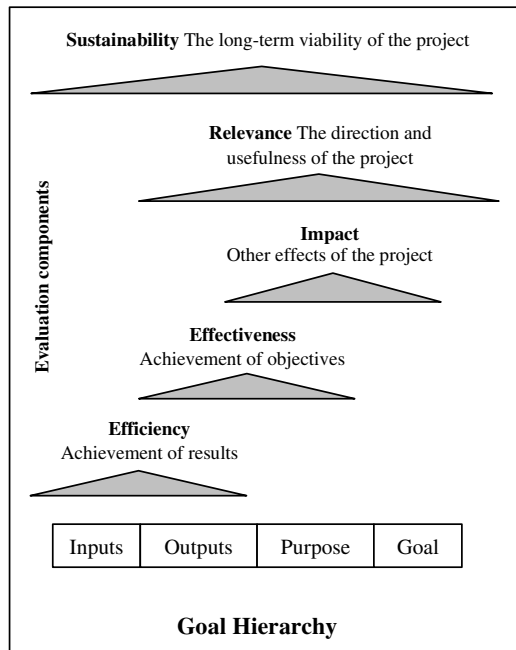 Sustainability The long-term viability of the project
Relevance The direction and
usefulness of the project
Impact
Other effects of the project
Evaluation components
Effectiveness
Achievement of objectives
Efficiency
Achievement of results
Inputs Outputs Purpose Goal
Goal Hierarchy